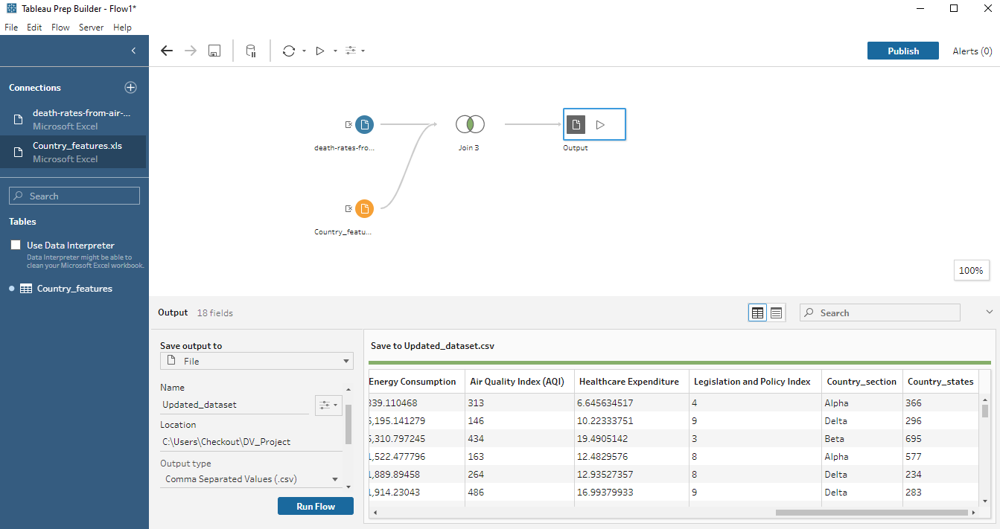 Tableau Prep Builder - Flow1*
File Edit Flow Server Help
Publish
Alerts (0)
Connections
death-rates-from-air-...
Microsoft Excel
Country_features.xls
Microsoft Excel
Search
Tables
Use Data Interpreter
Data Interpreter might be able to
clean your Microsoft Excel workbook.
Country_features
death-rates-fro...
Join 3
Output
Country_featu...
100%
Output 18 fields
Search
Save output to
File
Name
Updated_dataset
Location
C:\Users\Checkout\DV_Project
Output type
Comma Separated Values (.csv)
Run Flow
Save to Updated_dataset.csv
Energy Consumption Air Quality Index (AQI) Healthcare Expenditure Legislation and Policy Index Country_section Country_states
339.110468 313 6.645634517 4 Alpha 366
,195.141279 146 10.22333751 9 Delta 296
,310.797245 434 19.4905142 3 Beta 695
,522.477796 163 12.4829576 8 Alpha 577
,889.89458 264 12.93527357 8 Delta 234
,914.23043 486 16.99379933 9 Delta 283